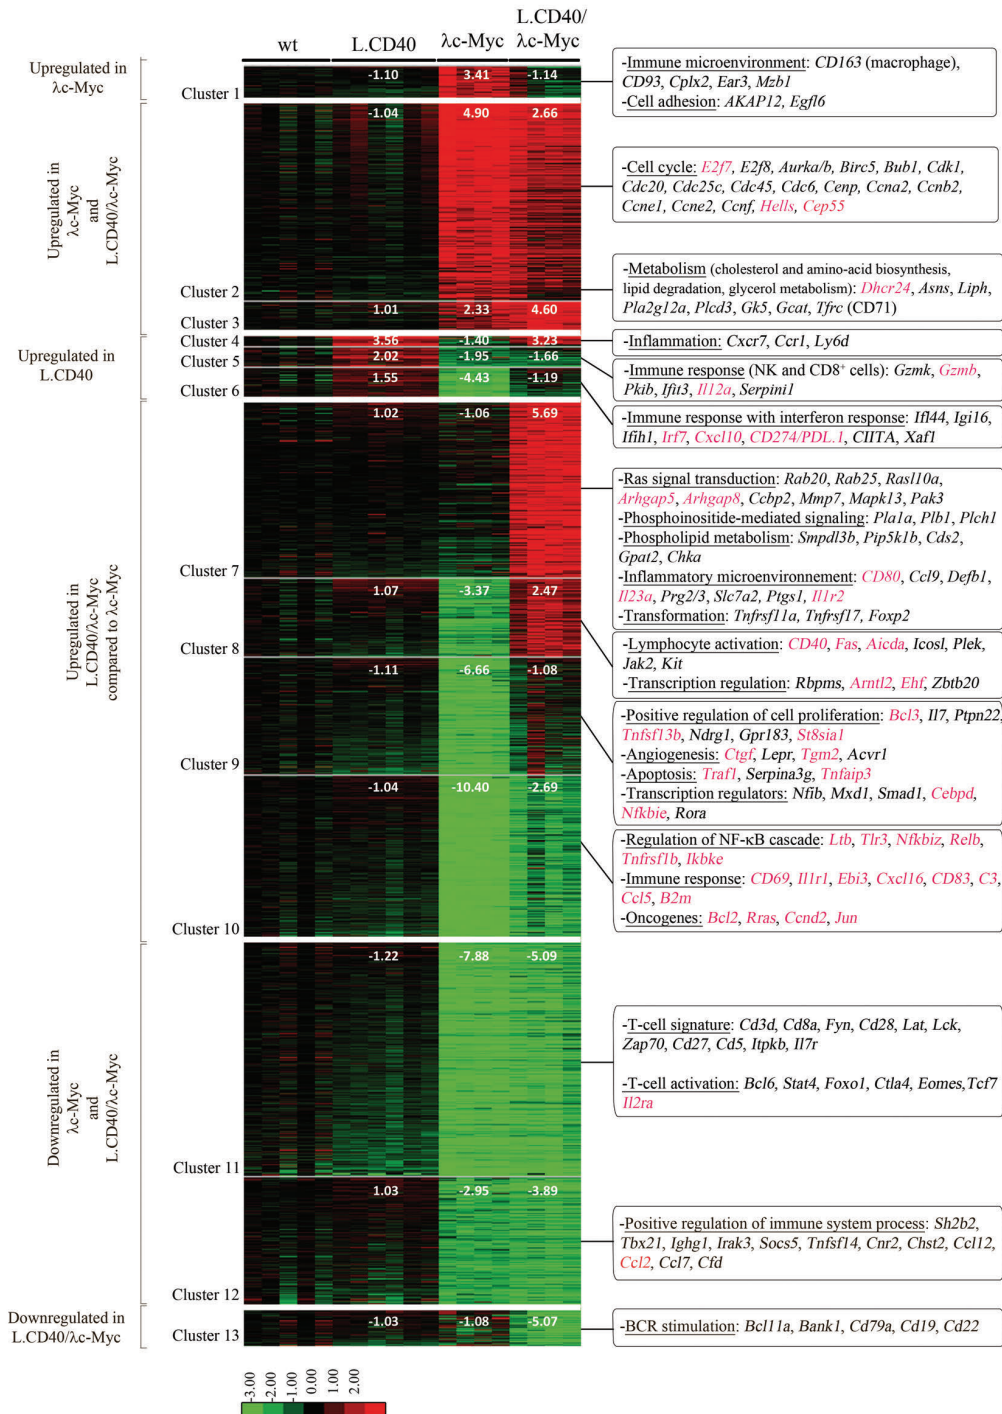 wt
L.CD40
λc-Myc
L.CD40/
λc-Myc
Upregulated in
λc-Myc
Cluster 1
-1.10
3.41
-1.14
-Immune microenvironment: CD163 (macrophage),
CD93, Cplx2, Ear3, Mzb1
-Cell adhesion: AKAP12, Egfl6
Upregulated in
λc-Myc
and
L.CD40/λc-Myc
-1.04
4.90
2.66
-Cell cycle: E2f7, E2f8, Aurka/b, Birc5, Bub1, Cdk1,
Cdc20, Cdc25c, Cdc45, Cdc6, Cenp, Ccna2, Ccnb2,
Ccne1, Ccne2, Ccnf, Hells, Cep55
Cluster 2
-Metabolism (cholesterol and amino-acid biosynthesis,
lipid degradation, glycerol metabolism): Dhcr24, Asns, Liph,
Pla2g12a, Plcd3, Gk5, Gcat, Tfrc (CD71)
Cluster 3
1.01
2.33
4.60
Upregulated in
L.CD40
Cluster 4
3.56
-1.40
3.23
-Inflammation: Cxcr7, Ccr1, Ly6d
Cluster 5
2.02
-1.95
-1.66
-Immune response (NK and CD8⁺ cells): Gzmk, Gzmb,
Pkib, Ifit3, Il12a, Serpini1
Cluster 6
1.55
-4.43
-1.19
-Immune response with interferon response: Ifl44, Igi16,
Ifih1, Irf7, Cxcl10, CD274/PDL.1, CIITA, Xaf1
Upregulated in
L.CD40/λc-Myc
compared to λc-Myc
1.02
-1.06
5.69
Cluster 7
-Ras signal transduction: Rab20, Rab25, Rasl10a,
Arhgap5, Arhgap8, Ccbp2, Mmp7, Mapk13, Pak3
-Phosphoinositide-mediated signaling: Pla1a, Plb1, Plch1
-Phospholipid metabolism: Smpdl3b, Pip5k1b, Cds2,
Gpat2, Chka
-Inflammatory microenvironnement: CD80, Ccl9, Defb1,
Il23a, Prg2/3, Slc7a2, Ptgs1, Il1r2
-Transformation: Tnfrsf11a, Tnfrsf17, Foxp2
1.07
-3.37
2.47
Cluster 8
-Lymphocyte activation: CD40, Fas, Aicda, Icosl, Plek,
Jak2, Kit
-Transcription regulation: Rbpms, Arntl2, Ehf, Zbtb20
-1.11
-6.66
-1.08
Cluster 9
-Positive regulation of cell proliferation: Bcl3, Il7, Ptpn22,
Tnfsf13b, Ndrg1, Gpr183, St8sia1
-Angiogenesis: Ctgf, Lepr, Tgm2, Acvr1
-Apoptosis: Traf1, Serpina3g, Tnfaip3
-Transcription regulators: Nfib, Mxd1, Smad1, Cebpd,
Nfkbie, Rora
-1.04
-10.40
-2.69
Cluster 10
-Regulation of NF-κB cascade: Ltb, Tlr3, Nfkbiz, Relb,
Tnfrsf1b, Ikbke
-Immune response: CD69, Il1r1, Ebi3, Cxcl16, CD83, C3,
Ccl5, B2m
-Oncogenes: Bcl2, Rras, Ccnd2, Jun
Downregulated in
λc-Myc
and
L.CD40/λc-Myc
-1.22
-7.88
-5.09
Cluster 11
-T-cell signature: Cd3d, Cd8a, Fyn, Cd28, Lat, Lck,
Zap70, Cd27, Cd5, Itpkb, Il7r
-T-cell activation: Bcl6, Stat4, Foxo1, Ctla4, Eomes,Tcf7
Il2ra
1.03
-2.95
-3.89
Cluster 12
-Positive regulation of immune system process: Sh2b2,
Tbx21, Ighg1, Irak3, Socs5, Tnfsf14, Cnr2, Chst2, Ccl12,
Ccl2, Ccl7, Cfd
Downregulated in
L.CD40/λc-Myc
Cluster 13
-1.03
-1.08
-5.07
-BCR stimulation: Bcl11a, Bank1, Cd79a, Cd19, Cd22
-3.00
-2.00
-1.00
0.00
1.00
2.00